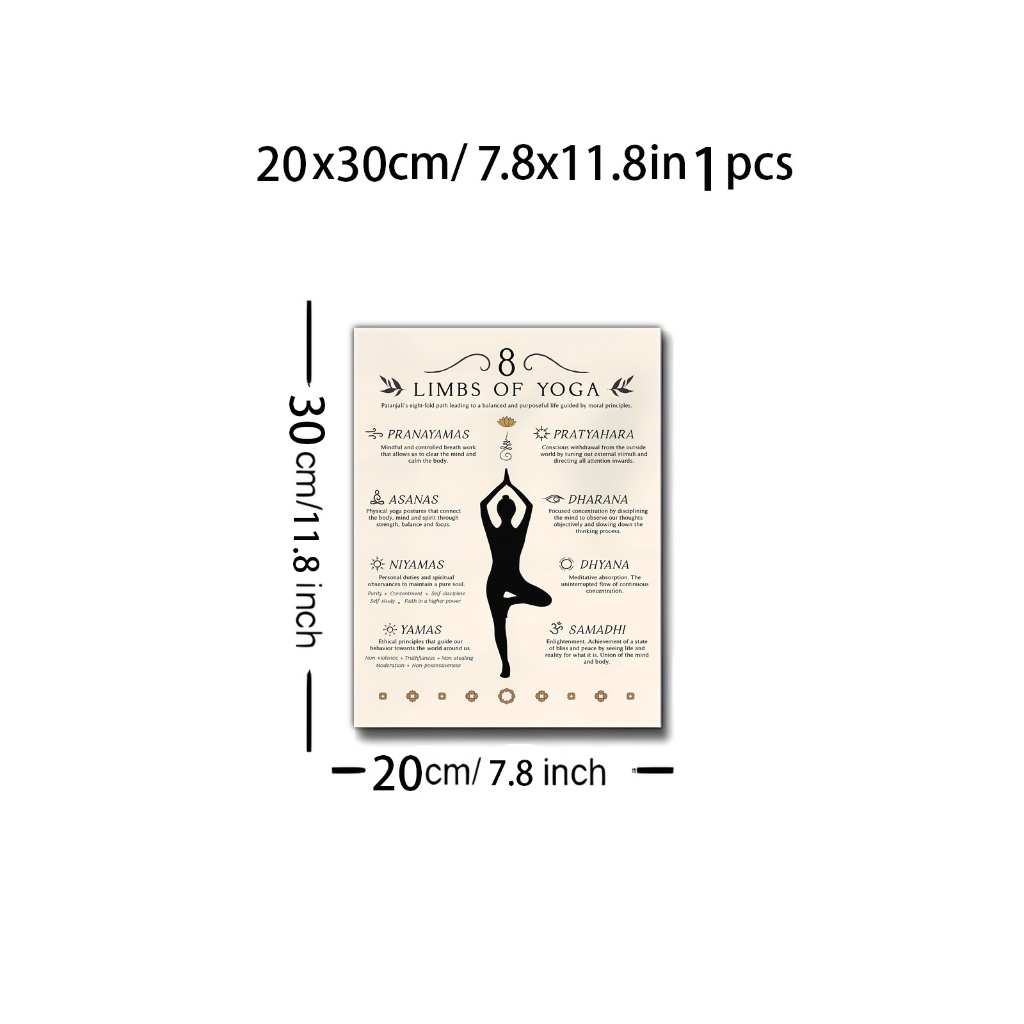 20x30cm/ 7.8x11.8in 1 pcs
30 cm/11.8 inch
8
LIMBS OF YOGA
Patanjali's eight-fold path leading to a balanced and purposeful life guided by moral principles.
PRANAYAMAS
Mindful and controlled breath work
that allows us to clear the mind and
calm the body.
ASANAS
Physical yoga postures that connect
the body, mind and spirit through
strength, balance and focus.
NIYAMAS
Personal duties and spiritual
observances to maintain a pure soul.
Purity • Contentment • Self-discipline
Self-study • Faith in a higher power
YAMAS
Ethical principles that guide our
behavior towards the world around us.
Non-violence • Truthfulness • Non-stealing
Moderation • Non-possessiveness
PRATYAHARA
Conscious withdrawal from the outside
world by tuning out external stimuli and
directing all attention inwards.
DHARANA
Focused concentration by disciplining
the mind to observe our thoughts
objectively and slowing down the
thinking process.
DHYANA
Meditative absorption. The
uninterrupted flow of continuous
concentration.
ॐ SAMADHI
Enlightenment. Achievement of a state
of bliss and peace by seeing life and
reality for what it is. Union of the mind
and body.
20cm/ 7.8 inch